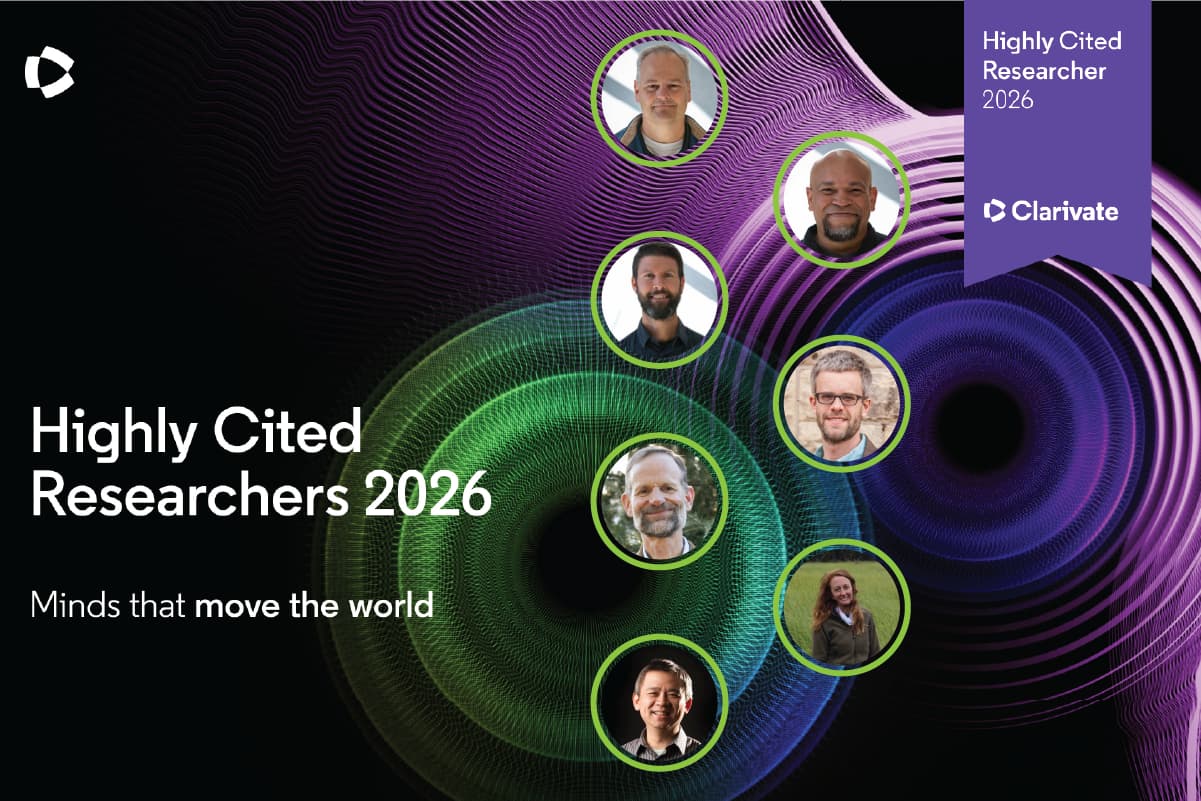 Highly Cited
Researcher
2026
Clarivate
Highly Cited
Researchers 2026
Minds that move the world